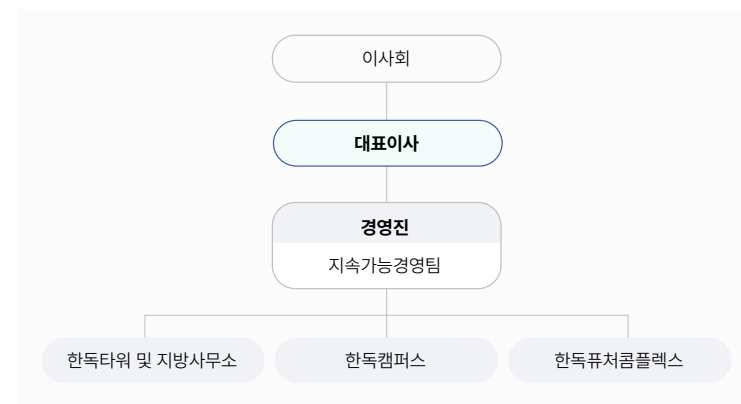 이사회
대표이사
경영진
지속가능경영팀
한독타워 및 지방사무소
한독캠퍼스
한독퓨처콤플렉스